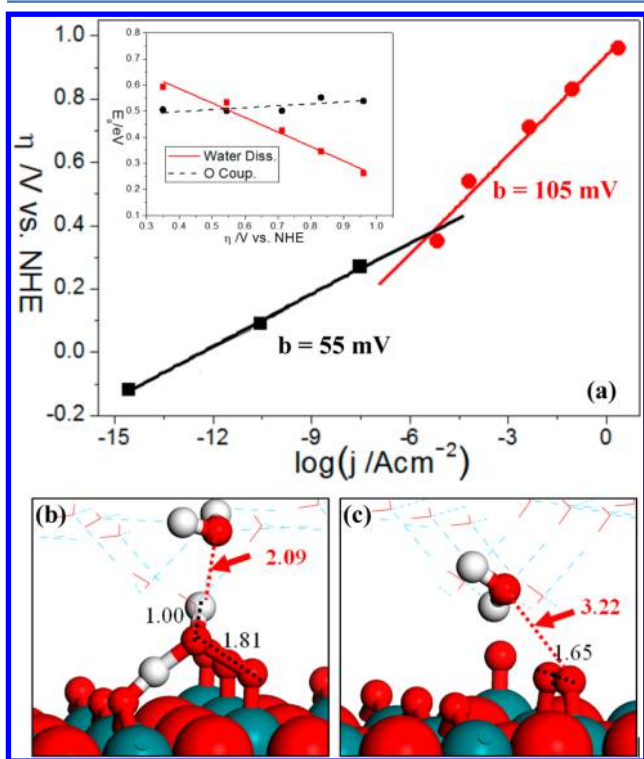 1.0
0.8
0.6
0.4
0.2
0.0
-0.2
η /V vs. NHE
0.8
0.7
0.6
0.5
0.4
0.3
0.2
0.1
0.0
Eₐ/eV
Water Diss.
O Coup.
0.3 0.4 0.5 0.6 0.7 0.8 0.9 1.0
η /V vs. NHE
b = 105 mV
b = 55 mV
(a)
-15 -12 -9 -6 -3 0
log(j /Acm⁻²)
(b)
2.09
1.00
1.81
(c)
3.22
1.65